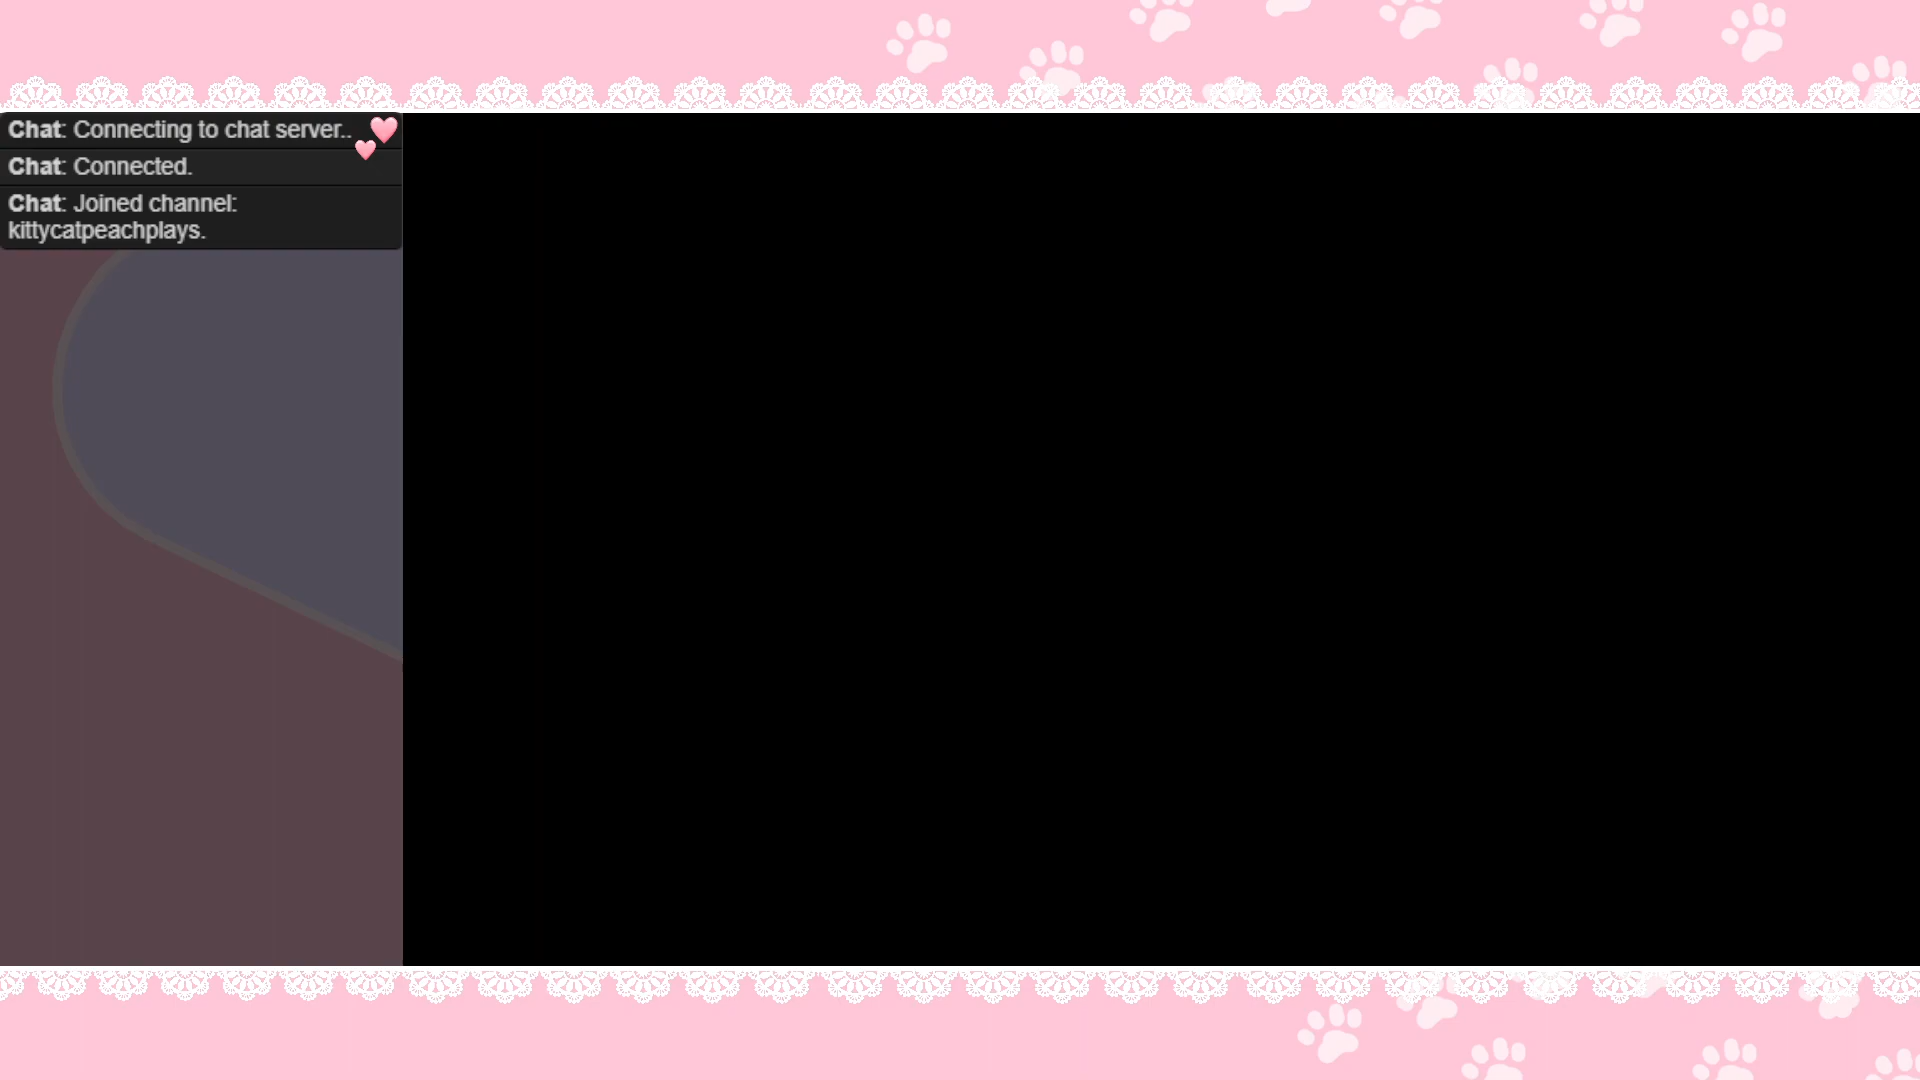 Chat: Connecting to chat server..
Chat: Connected.
Chat: Joined channel:
kittycatpeachplays.